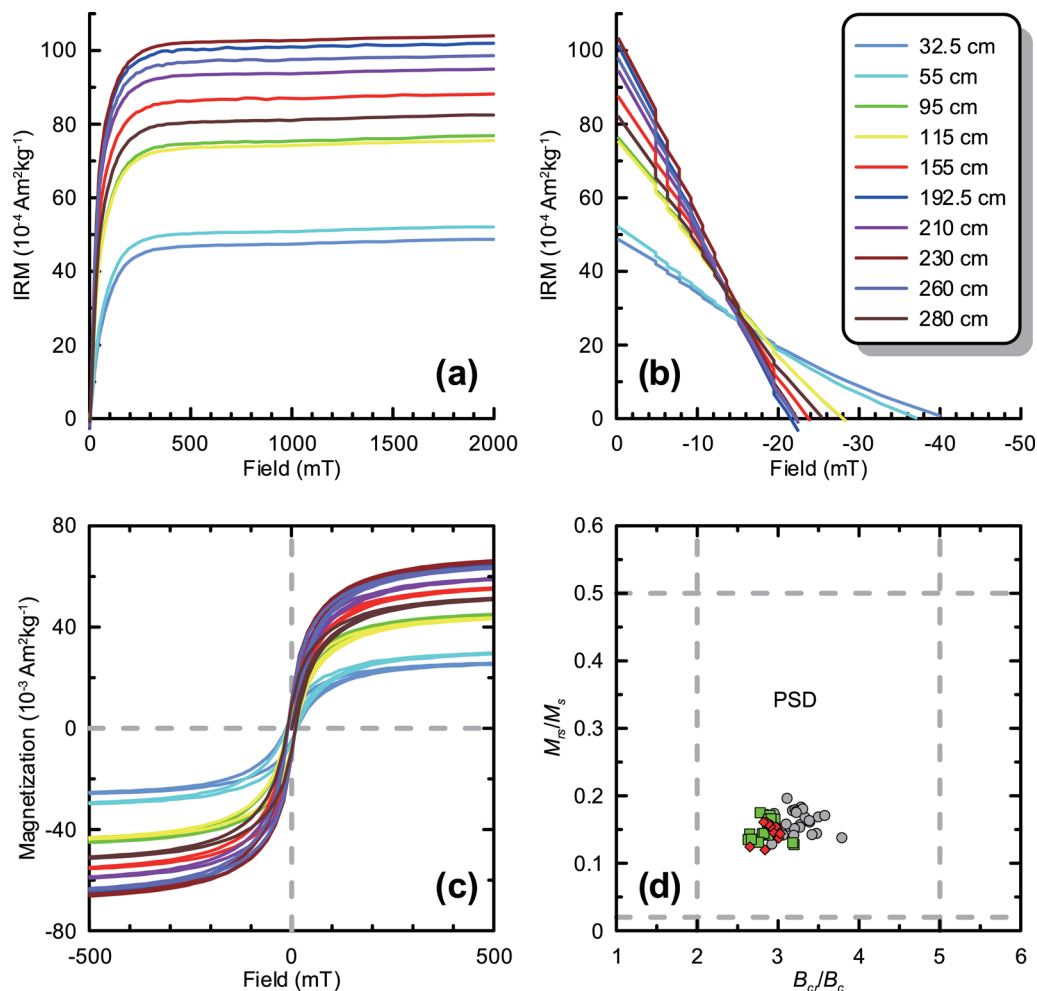 100
80
60
40
20
0
IRM (10⁻⁴ Am²kg⁻¹)
(a)
0
500
1000
1500
2000
Field (mT)
100
80
60
40
20
0
IRM (10⁻⁴ Am²kg⁻¹)
(b)
0
-10
-20
-30
-40
-50
Field (mT)
32.5 cm
55 cm
95 cm
115 cm
155 cm
192.5 cm
210 cm
230 cm
260 cm
280 cm
80
40
0
-40
-80
Magnetization (10⁻³ Am²kg⁻¹)
(c)
-500
0
500
Field (mT)
0.6
0.5
0.4
0.3
0.2
0.1
0
Mrs/Ms
PSD
(d)
1
2
3
4
5
6
Bcr/Bc